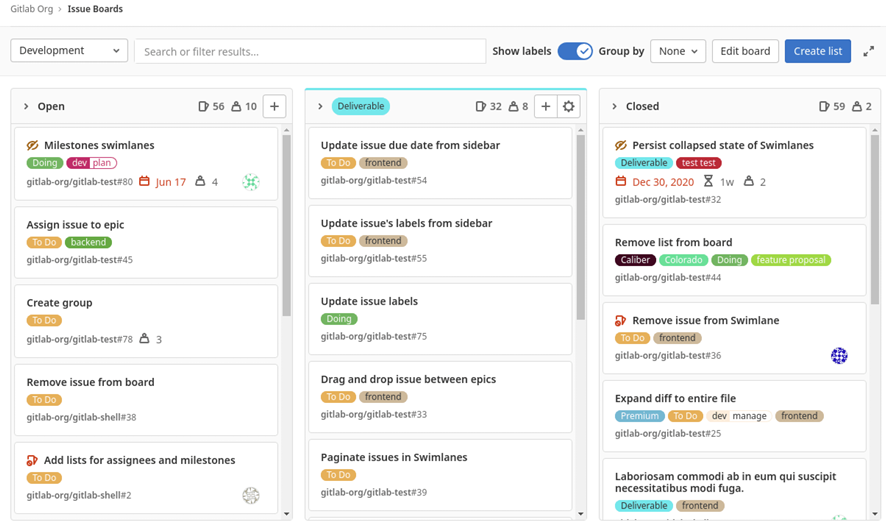 Gitlab Org > Issue Boards
Development
Search or filter results...
Show labels
Group by
None
Edit board
Create list
Open
56
10
Milestones swimlanes
Doing
dev plan
gitlab-org/gitlab-test#80
Jun 17
4
Assign issue to epic
To Do
backend
gitlab-org/gitlab-test#45
Create group
To Do
gitlab-org/gitlab-test#78
3
Remove issue from board
To Do
gitlab-org/gitlab-shell#38
Add lists for assignees and milestones
To Do
gitlab-org/gitlab-shell#2
Deliverable
32
8
Update issue due date from sidebar
To Do
frontend
gitlab-org/gitlab-test#54
Update issue's labels from sidebar
To Do
frontend
gitlab-org/gitlab-test#55
Update issue labels
Doing
gitlab-org/gitlab-test#75
Drag and drop issue between epics
To Do
frontend
gitlab-org/gitlab-test#33
Paginate issues in Swimlanes
To Do
gitlab-org/gitlab-test#39
Closed
59
2
Persist collapsed state of Swimlanes
Deliverable
test test
Dec 30, 2020
1w
2
gitlab-org/gitlab-test#32
Remove list from board
Caliber
Colorado
Doing
feature proposal
gitlab-org/gitlab-test#44
Remove issue from Swimlane
To Do
frontend
gitlab-org/gitlab-test#36
Expand diff to entire file
Premium
To Do
dev manage
frontend
gitlab-org/gitlab-test#25
Laboriosam commodi ab in eum qui suscipit
necessitatibus modi fuga.
Deliverable
frontend